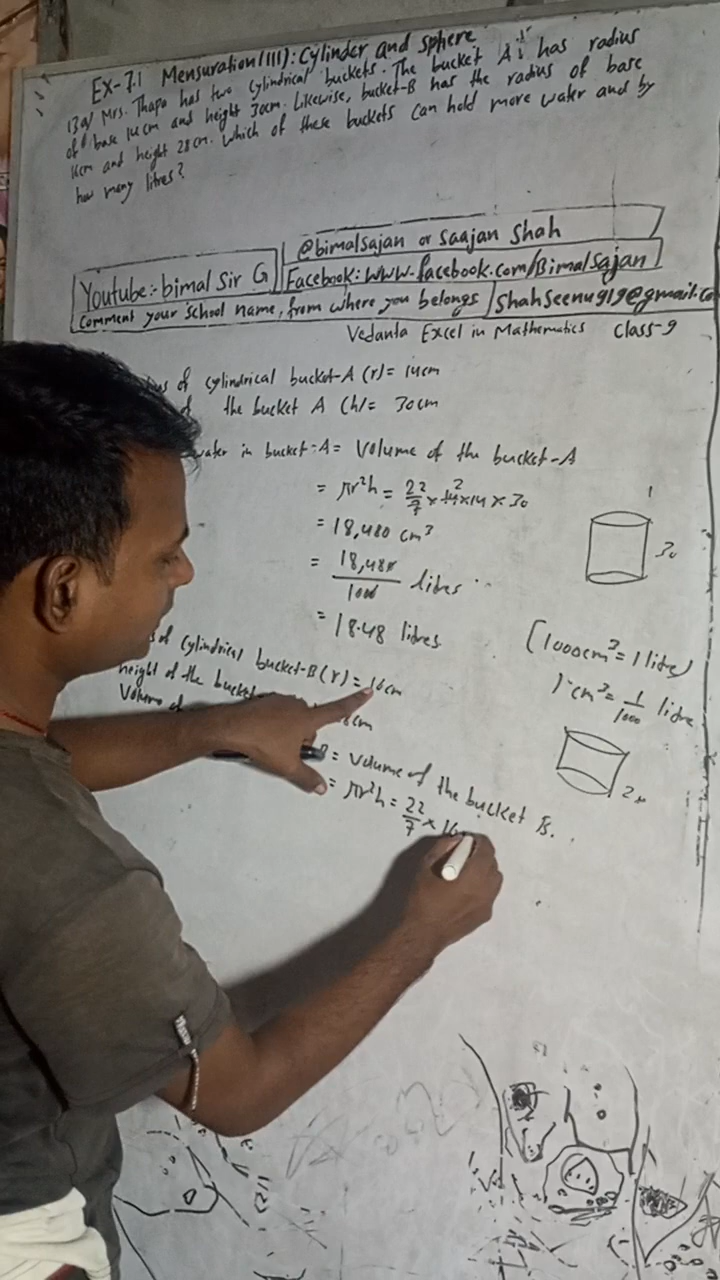 EX-7.1 Mensuration(III): Cylinder and sphere
13a) Mrs. Thapa has two cylindrical buckets. The bucket A has radius
of base 14cm and height 30cm. Likewise, bucket-B has the radius of base
16cm and height 28cm. Which of these buckets can hold more water and by
how many litres?
@bimalsajan or Saajan Shah
Youtube:- bimal Sir G
Facebook: WWW.facebook.com/Bimalsajan
Comment your school name, from where you belongs
Shahseenu919@gmail.co
Vedanta Excel in Mathematics class-9
of cylindrical bucket-A (r)= 14cm
the bucket A (h)= 30cm
water in bucket-A= Volume of the bucket-A
= πr²h = 22/7 × 14 × 14 × 30
2
= 18,480 cm³
= 18,480/1000 litres
= 18.48 litres
30
[1000cm³=1 litre)
1 cm³= 1/1000 litre
of cylindrical bucket-B(r)= 16cm
height of the bucket
cm
Volume of
= Volume of the bucket B.
= πr²h = 22/7 × 16